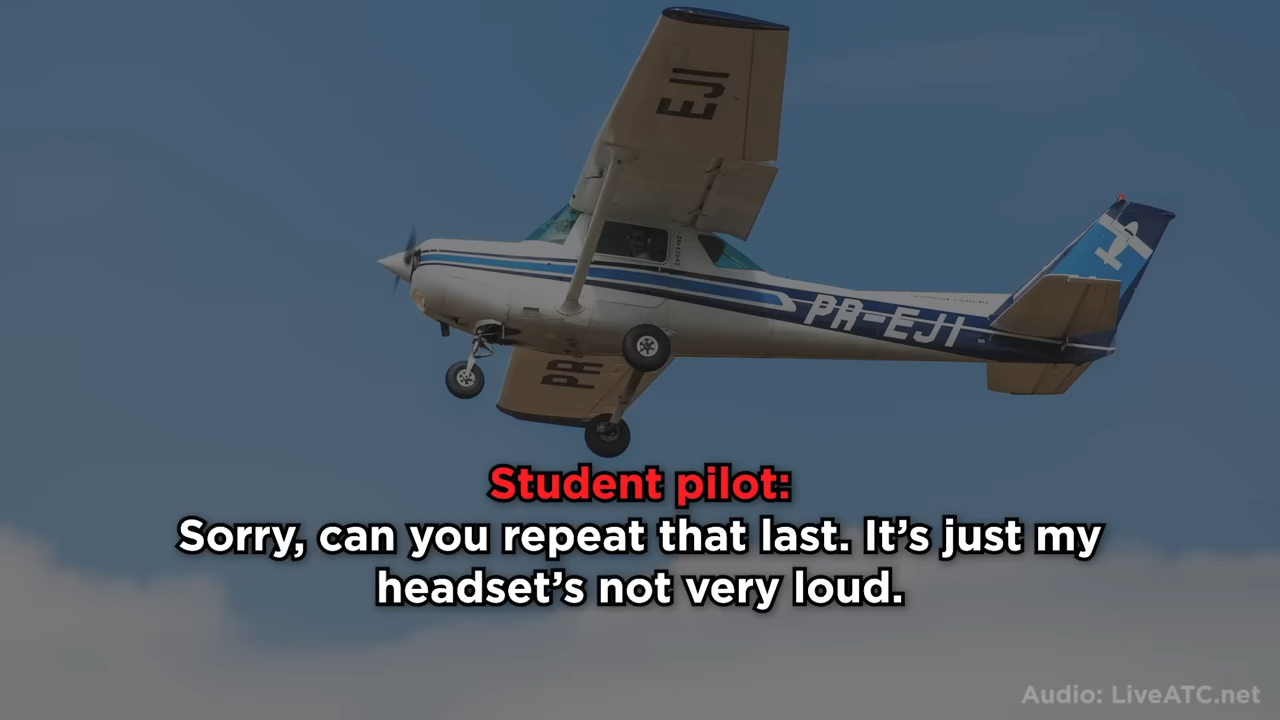 EJI
PR-EJI
PR
Student pilot:
Sorry, can you repeat that last. It’s just my
headset’s not very loud.
Audio: LiveATC.net